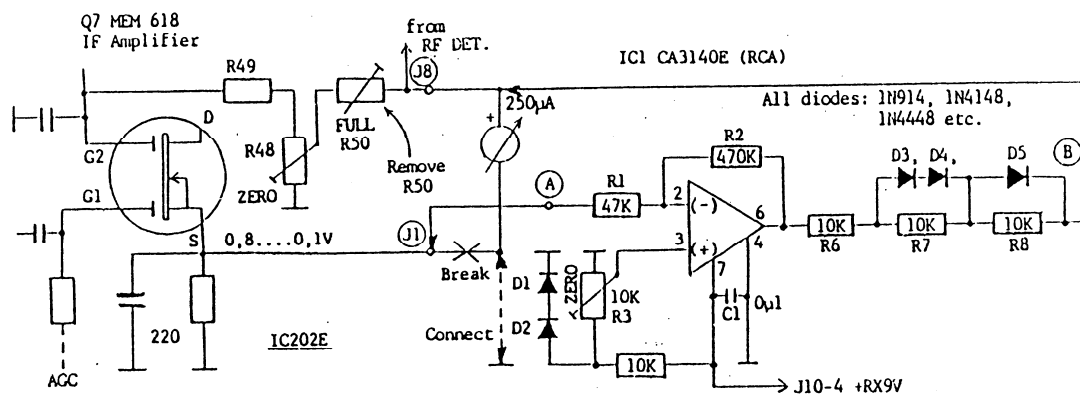 Q7 MEM 618
IF Amplifier
from
RF DET.
IC1 CA3140E (RCA)
R49
J8
250µA
All diodes: 1N914, 1N4148,
1N4448 etc.
D
G2
R48
FULL
R50
+
R2
470K
D3, D4,
D5
B
Remove
R50
ZERO
A
R1
47K
2
(-)
6
G1
3
(+)
4
10K
R6
10K
R7
10K
R8
S
0,8....0,1V
J1
Break
7
D1
ZERO
10K
R3
C1
0µ1
D2
220
IC202E
Connect
10K
AGC
J10-4 +RX9V